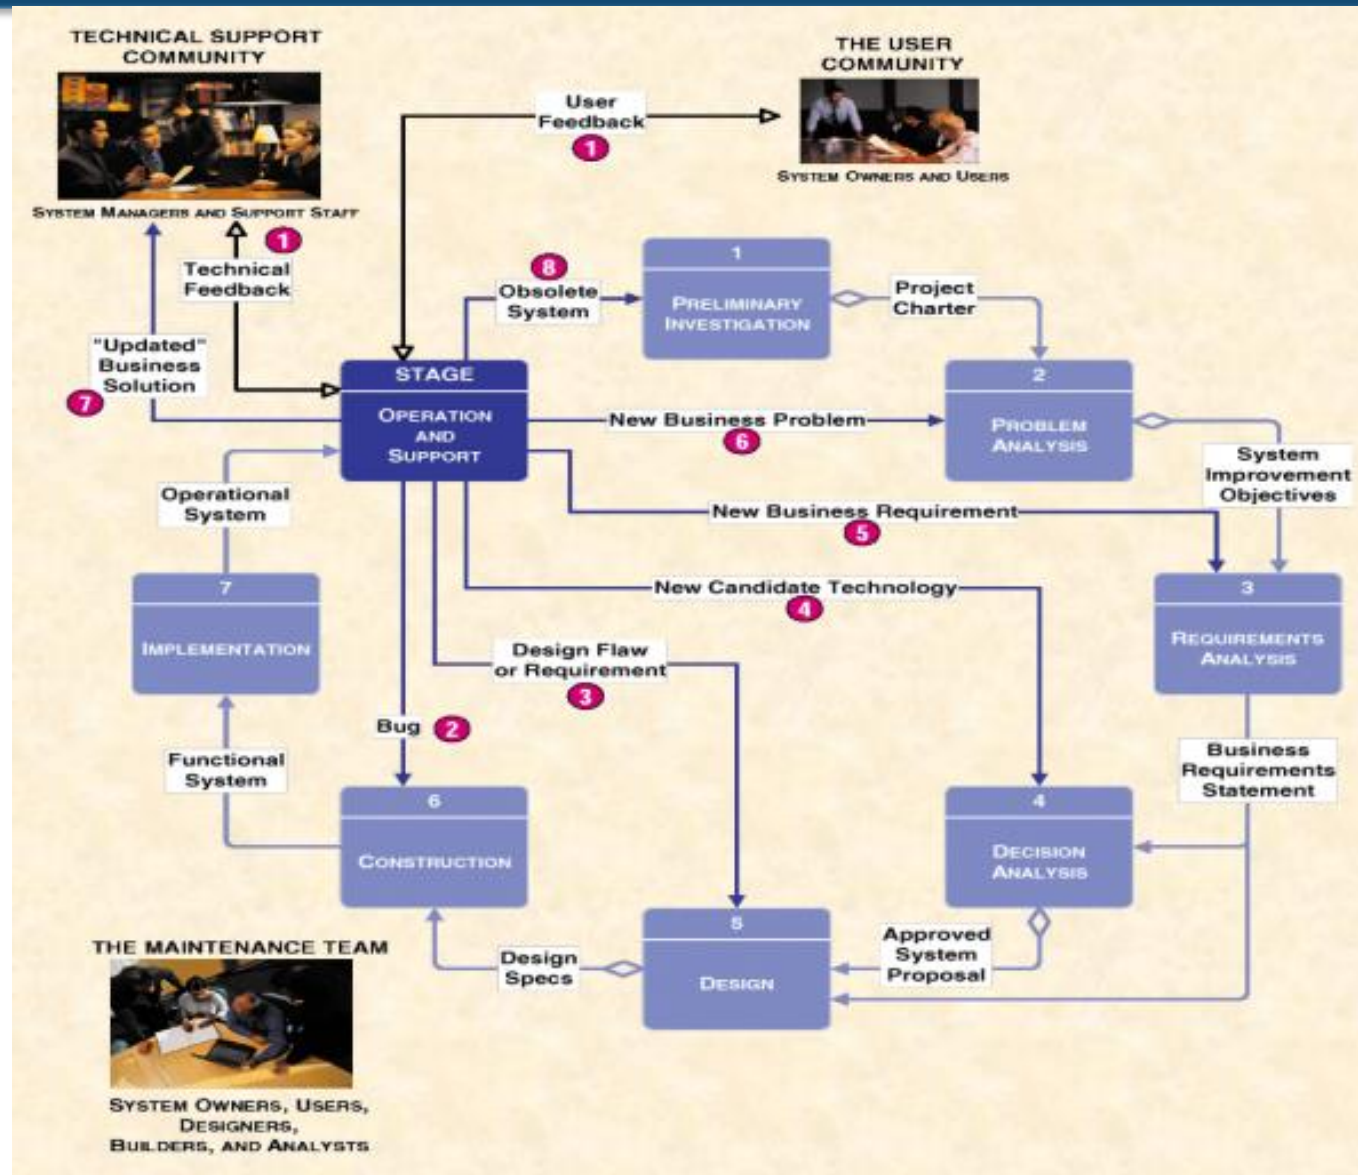 TECHNICAL SUPPORT
COMMUNITY
SYSTEM MANAGERS AND SUPPORT STAFF
THE USER
COMMUNITY
SYSTEM OWNERS AND USERS
User
Feedback
1
1
Technical
Feedback
"Updated"
Business
Solution
7
8
Obsolete
System
1
PRELIMINARY
INVESTIGATION
Project
Charter
STAGE
OPERATION
AND
SUPPORT
New Business Problem
6
2
PROBLEM
ANALYSIS
System
Improvement
Objectives
New Business Requirement
5
Operational
System
7
IMPLEMENTATION
New Candidate Technology
4
3
REQUIREMENTS
ANALYSIS
Design Flaw
or Requirement
3
Bug 2
Functional
System
Business
Requirements
Statement
6
CONSTRUCTION
4
DECISION
ANALYSIS
5
DESIGN
Design
Specs
Approved
System
Proposal
THE MAINTENANCE TEAM
SYSTEM OWNERS, USERS,
DESIGNERS,
BUILDERS, AND ANALYSTS